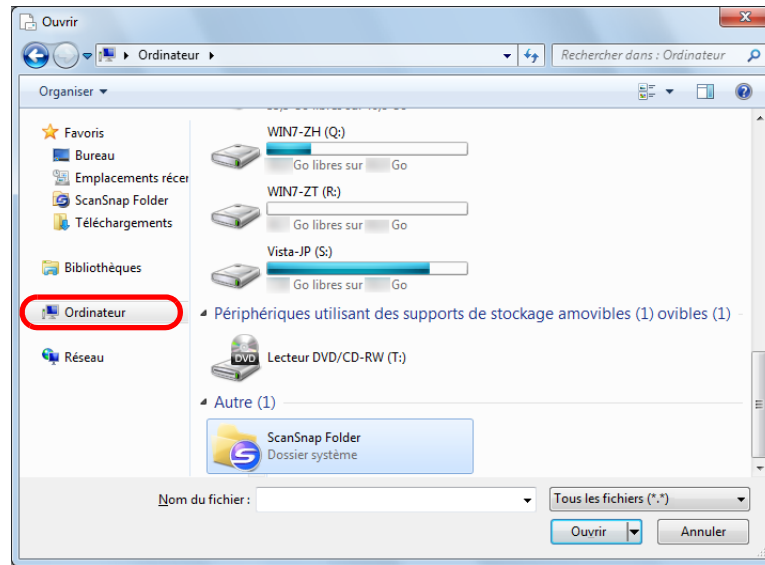 Ouvrir
Ordinateur
Rechercher dans : Ordinateur
Organiser
Favoris
Bureau
Emplacements récer
ScanSnap Folder
Téléchargements
Bibliothèques
Ordinateur
Réseau
WIN7-ZH (Q:)
Go libres sur Go
WIN7-ZT (R:)
Go libres sur Go
Vista-JP (S:)
Go libres sur Go
Périphériques utilisant des supports de stockage amovibles (1) ovibles (1)
DVD
Lecteur DVD/CD-RW (T:)
Autre (1)
ScanSnap Folder
Dossier système
Nom du fichier :
Tous les fichiers (*.*)
Ouvrir
Annuler